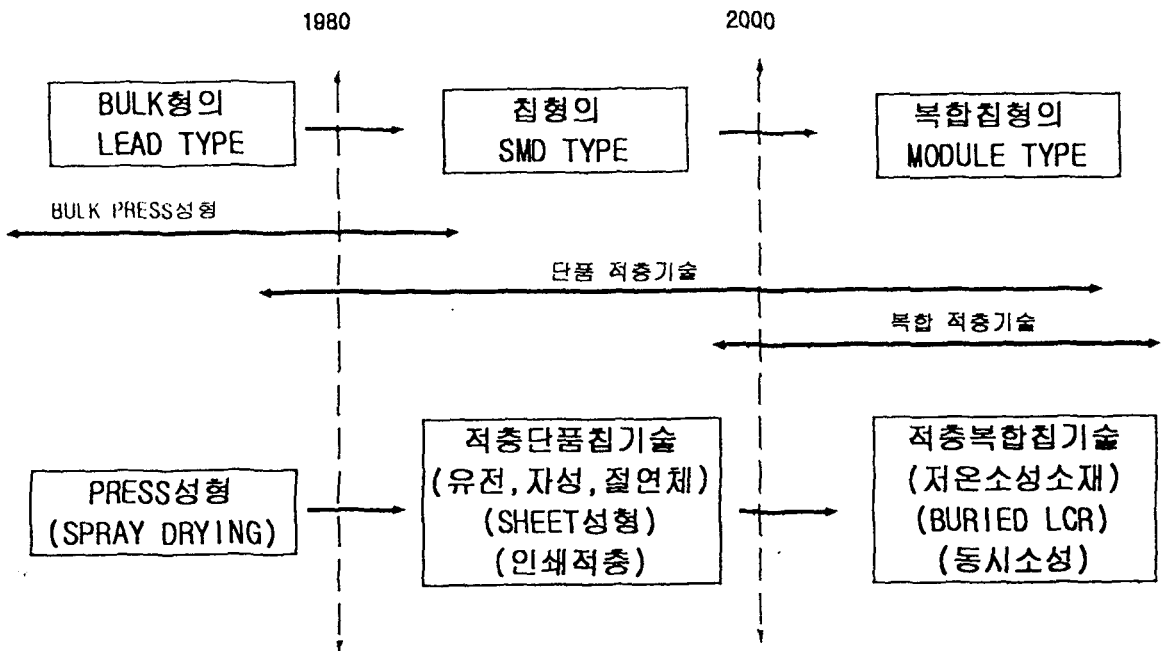 1980
2000
BULK형의
LEAD TYPE
칩형의
SMD TYPE
복합칩형의
MODULE TYPE
BULK PRESS성형
단품 적층기술
복합 적층기술
PRESS성형
(SPRAY DRYING)
적층단품칩기술
(유전,자성,절연체)
(SHEET성형)
(인쇄적층)
적층복합칩기술
(저온소성소재)
(BURIED LCR)
(동시소성)